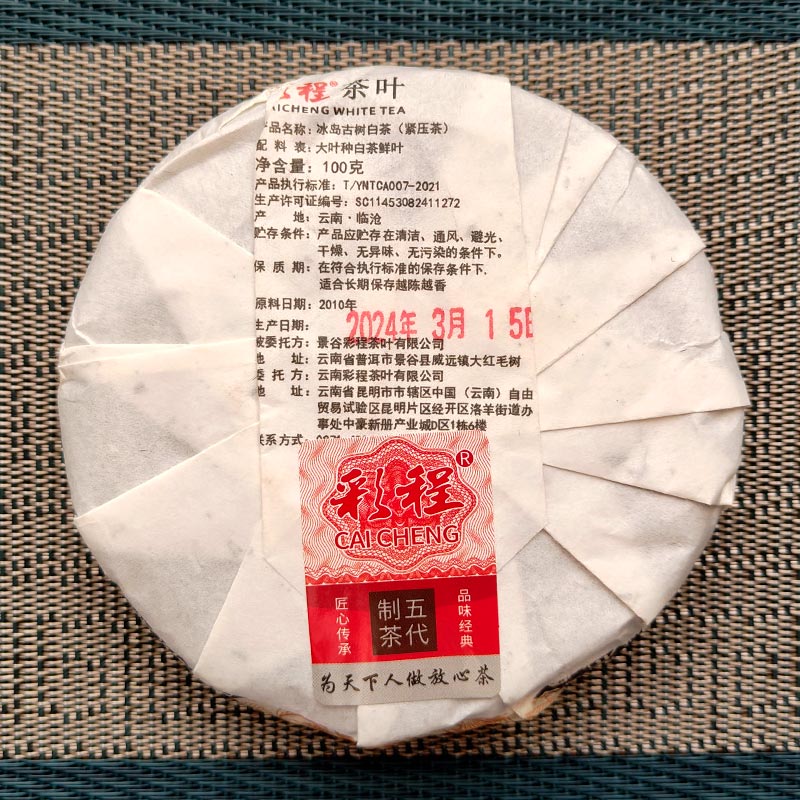 程®茶叶
AICHENG WHITE TEA
产品名称：冰岛古树白茶（紧压茶）
配 料 表：大叶种白茶鲜叶
净含量：100克
产品执行标准：T/YNTCA007-2021
生产许可证编号：SC11453082411272
产 地：云南·临沧
贮存条件：产品应贮存在清洁、通风、避光、
干燥、无异味、无污染的条件下。
保 质 期：在符合执行标准的保存条件下，
适合长期保存越陈越香
原料日期：2010年
生产日期：
2024年 3月 15日
被委托方：景谷彩程茶叶有限公司
地 址：云南省普洱市景谷县威远镇大红毛树
委 托 方：云南彩程茶叶有限公司
地 址：云南省昆明市市辖区中国（云南）自由
贸易试验区昆明片区经开区洛羊街道办
事处中豪新册产业城D区1栋6楼
联系方式：
彩程®
CAI CHENG
匠心传承
五代制茶
品味经典
为天下人做放心茶